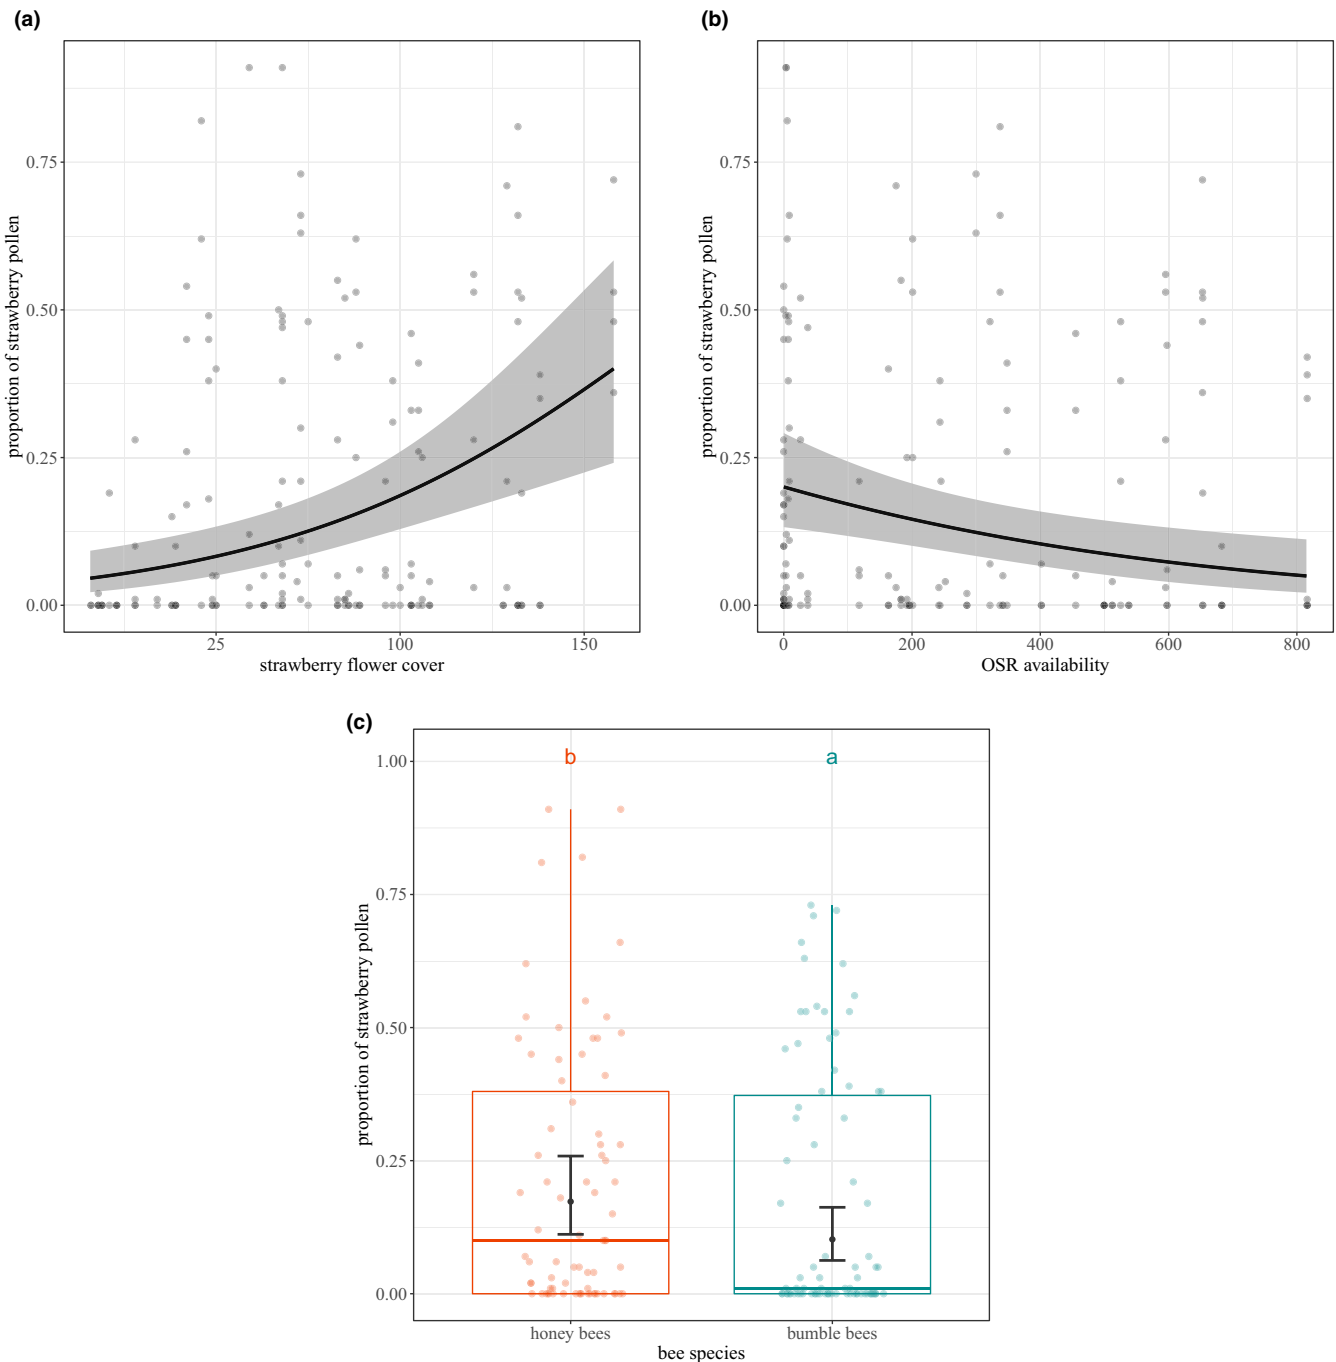 (a)
(b)
proportion of strawberry pollen
0.75
0.50
0.25
0.00
25
100
150
strawberry flower cover
proportion of strawberry pollen
0.75
0.50
0.25
0.00
0
200
400
600
800
OSR availability
(c)
proportion of strawberry pollen
1.00
0.75
0.50
0.25
0.00
b
a
honey bees
bumble bees
bee species